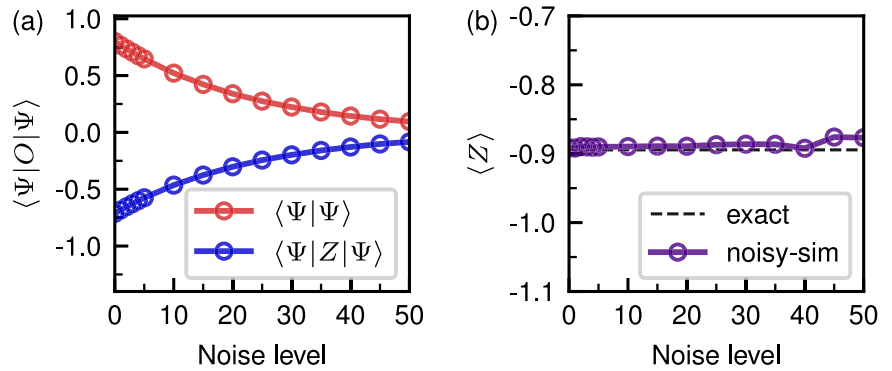 (a)
1.0
0.5
0.0
-0.5
-1.0
⟨Ψ|O|Ψ⟩
⟨Ψ|Ψ⟩
⟨Ψ|Z|Ψ⟩
0 10 20 30 40 50
Noise level
(b)
-0.7
-0.8
-0.9
-1.0
-1.1
⟨Z⟩
exact
noisy-sim
0 10 20 30 40 50
Noise level